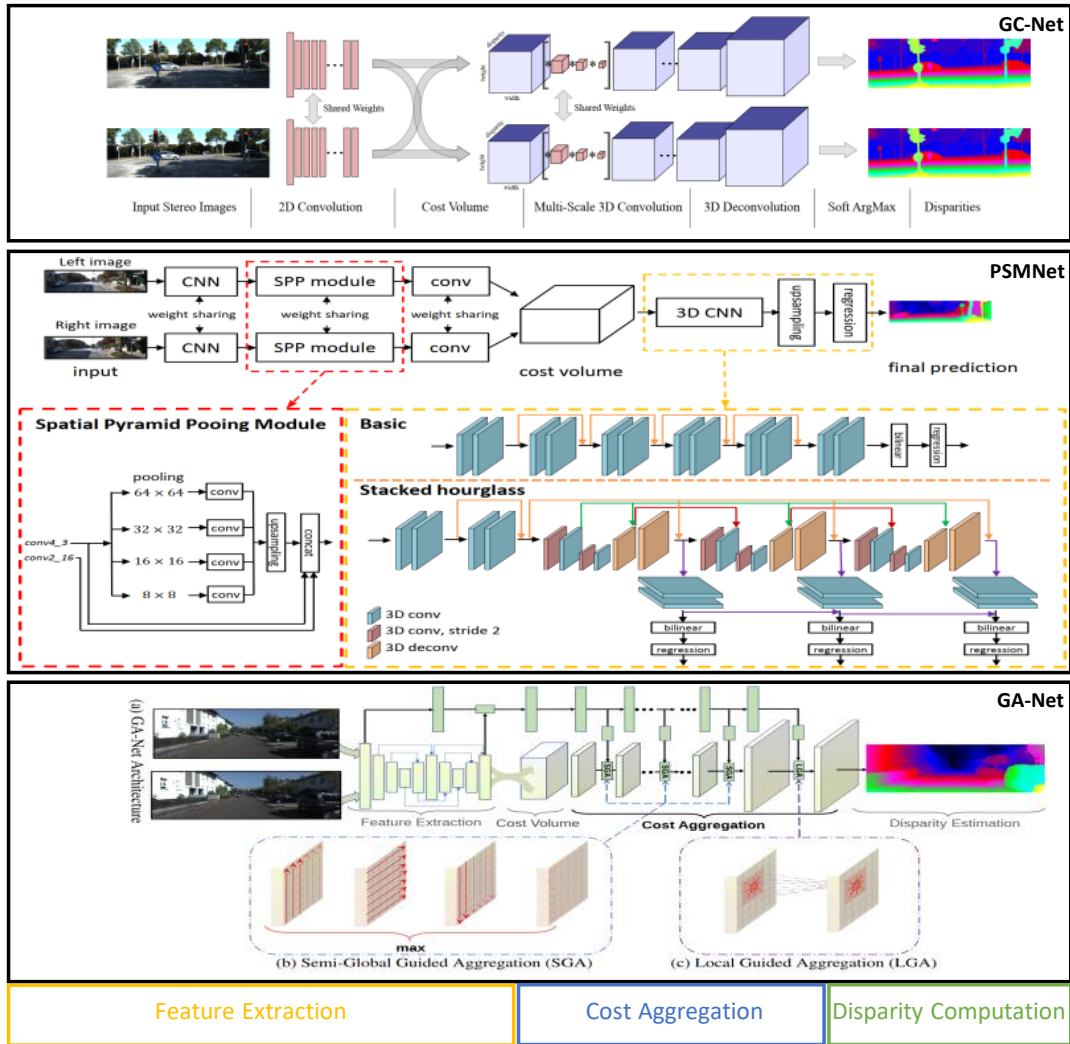 GC-Net
disparity
height
width
Shared Weights
Shared Weights
disparity
height
width
Input Stereo Images
2D Convolution
Cost Volume
Multi-Scale 3D Convolution
3D Deconvolution
Soft ArgMax
Disparities
PSMNet
Left image
CNN
SPP module
conv
weight sharing
weight sharing
weight sharing
Right image
CNN
SPP module
conv
input
cost volume
3D CNN
upsampling
regression
final prediction
Spatial Pyramid Pooing Module
pooling
64 × 64
conv
32 × 32
conv
16 × 16
conv
8 × 8
conv
conv4_3
conv2_16
upsampling
concat
Basic
bilinear
regression
Stacked hourglass
3D conv
3D conv, stride 2
3D deconv
bilinear
bilinear
bilinear
regression
regression
regression
GA-Net
(a) GA-Net Architecture
SGA
SGA
SGA
LGA
Feature Extraction
Cost Volume
Cost Aggregation
Disparity Estimation
max
(b) Semi-Global Guided Aggregation (SGA)
(c) Local Guided Aggregation (LGA)
Feature Extraction
Cost Aggregation
Disparity Computation